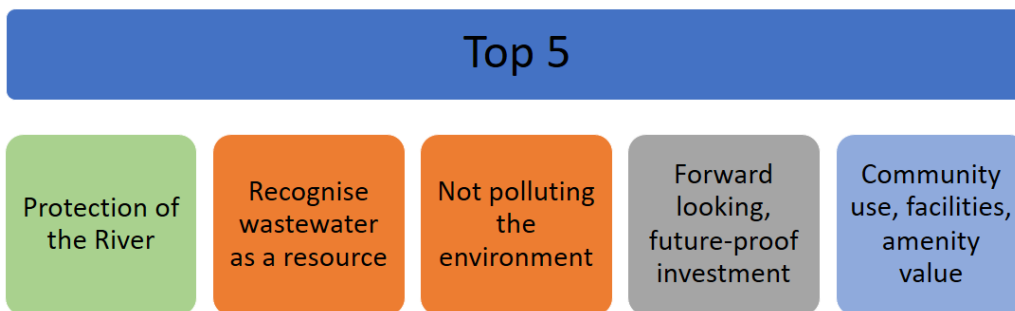 Top 5
Protection of
the River
Recognise
wastewater
as a resource
Not polluting
the
environment
Forward
looking,
future-proof
investment
Community
use, facilities,
amenity
value